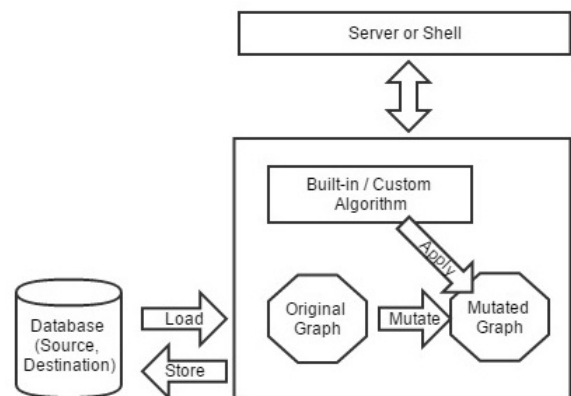 Server or Shell
Built-in / Custom
Algorithm
Apply
Original
Graph
Mutate
Mutated
Graph
Database
(Source,
Destination)
Load
Store